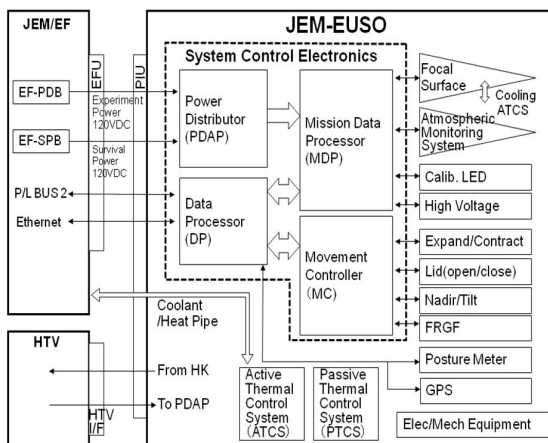 JEM/EF
JEM-EUSO
EFU
PIU
System Control Electronics
EF-PDB
Experiment
Power
120VDC
EF-SPB
Survival
Power
120VDC
P/L BUS 2
Ethernet
Power
Distributor
(PDAP)
Mission Data
Processor
(MDP)
Data
Processor
(DP)
Movement
Controller
(MC)
Focal
Surface
Cooling
ATCS
Atmospheric
Monitoring
System
Calib. LED
High Voltage
Expand/Contract
Lid(open/close)
Nadir/Tilt
FRGF
Posture Meter
GPS
Elec/Mech Equipment
Coolant
/Heat Pipe
HTV
From HK
To PDAP
HTV
I/F
Active
Thermal
Control
System
(ATCS)
Passive
Thermal
Control
System
(PTCS)